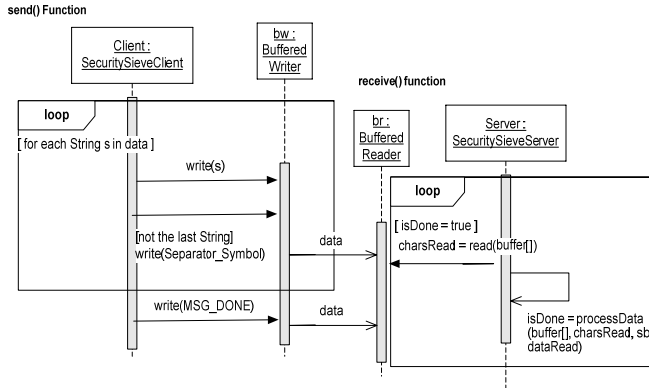 send() Function
Client :
SecuritySieveClient
bw :
Buffered
Writer
loop
[ for each String s in data ]
write(s)
[not the last String]
write(Separator_Symbol)
data
write(MSG_DONE)
data
receive() function
br :
Buffered
Reader
Server :
SecuritySieveServer
loop
[ isDone = true ]
charsRead = read(buffer[])
isDone = processData
(buffer[], charsRead, sb
dataRead)